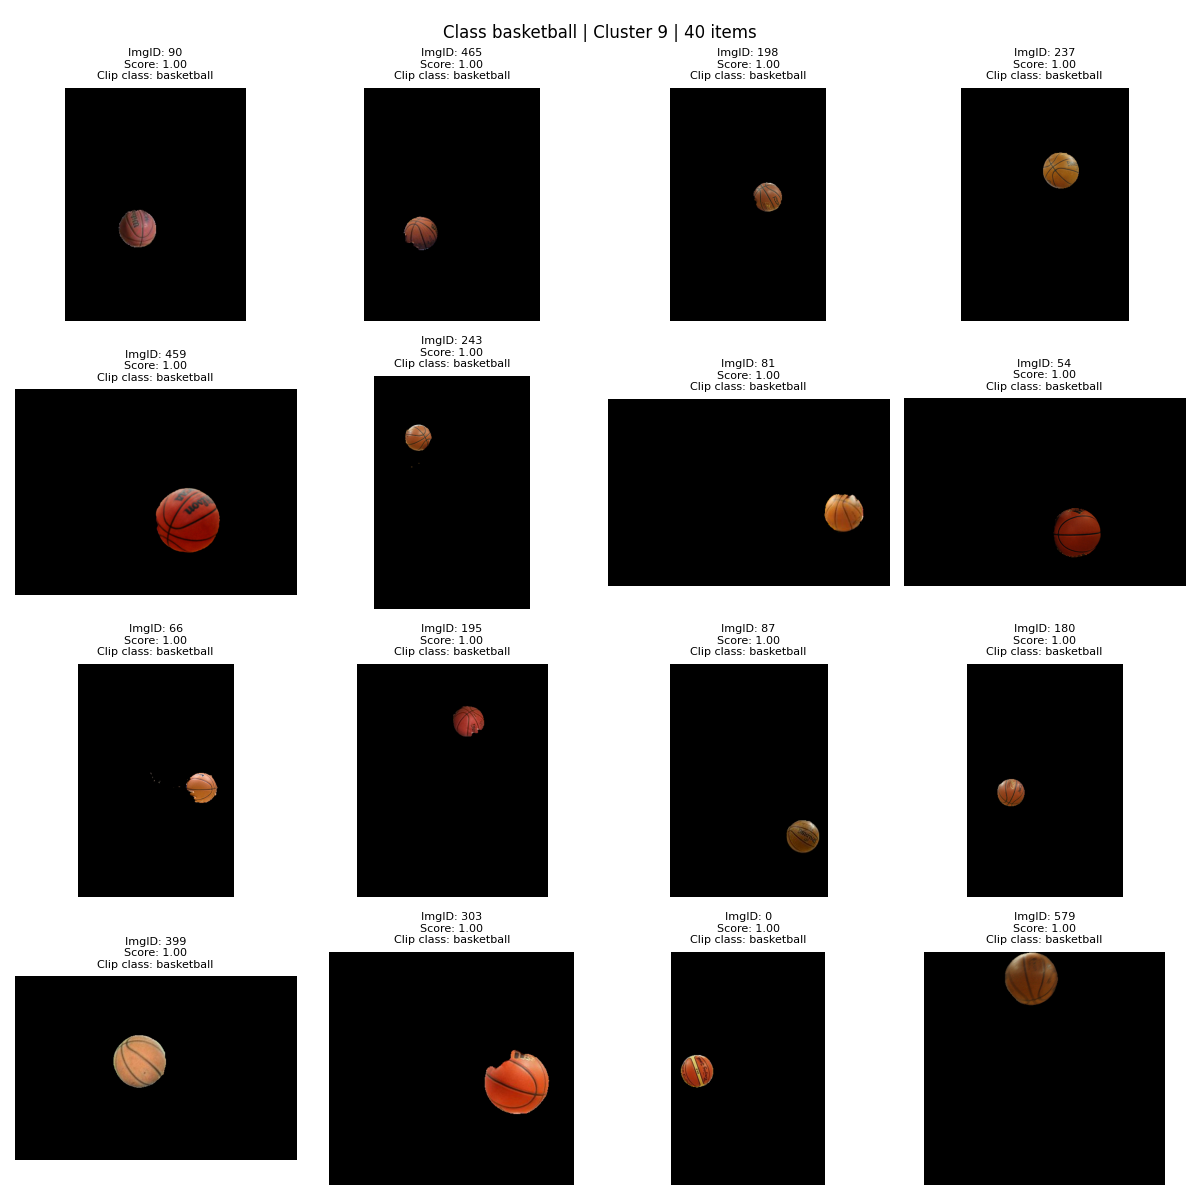 Class basketball | Cluster 9 | 40 items
ImgID: 90
Score: 1.00
Clip class: basketball
ImgID: 465
Score: 1.00
Clip class: basketball
ImgID: 198
Score: 1.00
Clip class: basketball
ImgID: 237
Score: 1.00
Clip class: basketball
ImgID: 459
Score: 1.00
Clip class: basketball
ImgID: 243
Score: 1.00
Clip class: basketball
ImgID: 81
Score: 1.00
Clip class: basketball
ImgID: 54
Score: 1.00
Clip class: basketball
ImgID: 66
Score: 1.00
Clip class: basketball
ImgID: 195
Score: 1.00
Clip class: basketball
ImgID: 87
Score: 1.00
Clip class: basketball
ImgID: 180
Score: 1.00
Clip class: basketball
ImgID: 399
Score: 1.00
Clip class: basketball
ImgID: 303
Score: 1.00
Clip class: basketball
ImgID: 0
Score: 1.00
Clip class: basketball
ImgID: 579
Score: 1.00
Clip class: basketball